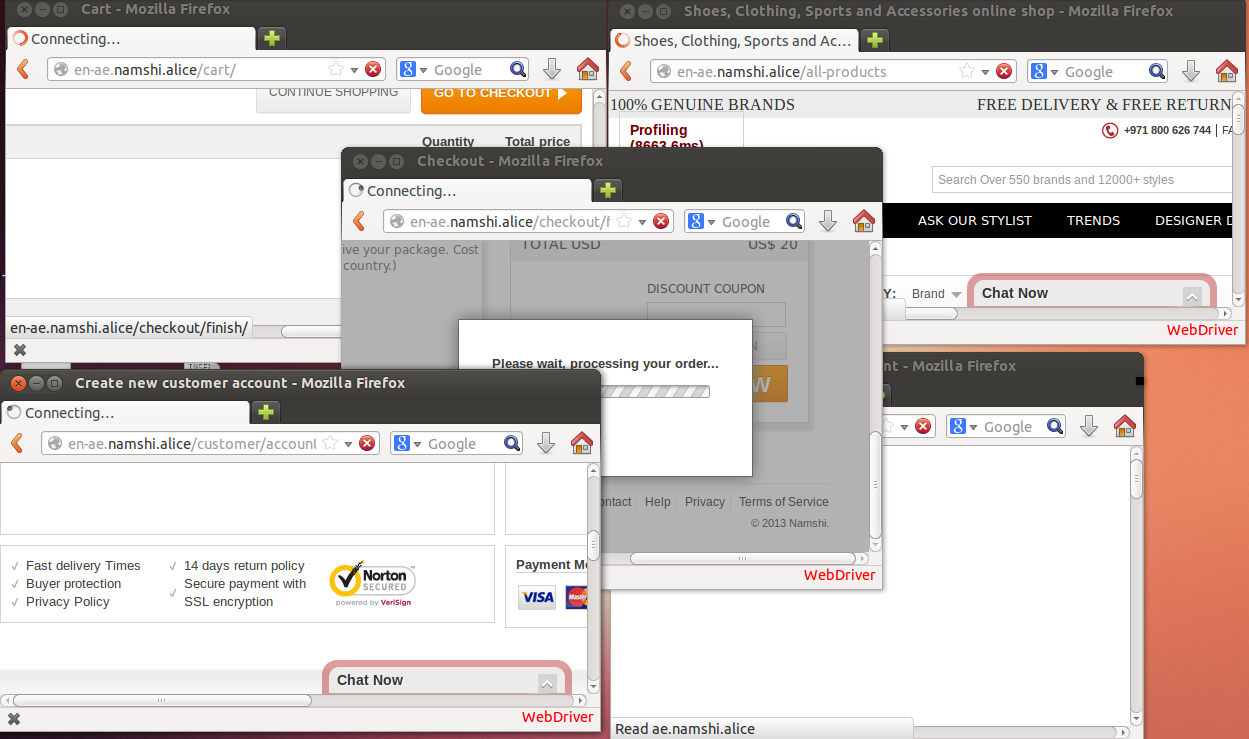 Cart - Mozilla Firefox
Connecting…
en-ae.namshi.alice/cart/
Google
CONTINUE SHOPPING
GO TO CHECKOUT
Quantity
Total price
en-ae.namshi.alice/checkout/finish/
Shoes, Clothing, Sports and Accessories online shop - Mozilla Firefox
Shoes, Clothing, Sports and Ac…
en-ae.namshi.alice/all-products
Google
100% GENUINE BRANDS
FREE DELIVERY & FREE RETURN
Profiling
(8663.6ms)
+971 800 626 744 | FA
Search Over 550 brands and 12000+ styles
ASK OUR STYLIST
TRENDS
DESIGNER D
Y:
Brand
Chat Now
WebDriver
Checkout - Mozilla Firefox
Connecting…
en-ae.namshi.alice/checkout/f
Google
ive your package. Cost
country.)
TOTAL USD
US$ 20
DISCOUNT COUPON
N
W
Please wait, processing your order...
ontact
Help
Privacy
Terms of Service
© 2013 Namshi.
WebDriver
Create new customer account - Mozilla Firefox
Connecting…
en-ae.namshi.alice/customer/account
Google
Fast delivery Times
Buyer protection
Privacy Policy
14 days return policy
Secure payment with
SSL encryption
Norton
SECURED
powered by VeriSign
Payment Me
VISA
Master
Chat Now
WebDriver
nt - Mozilla Firefox
Google
Read ae.namshi.alice